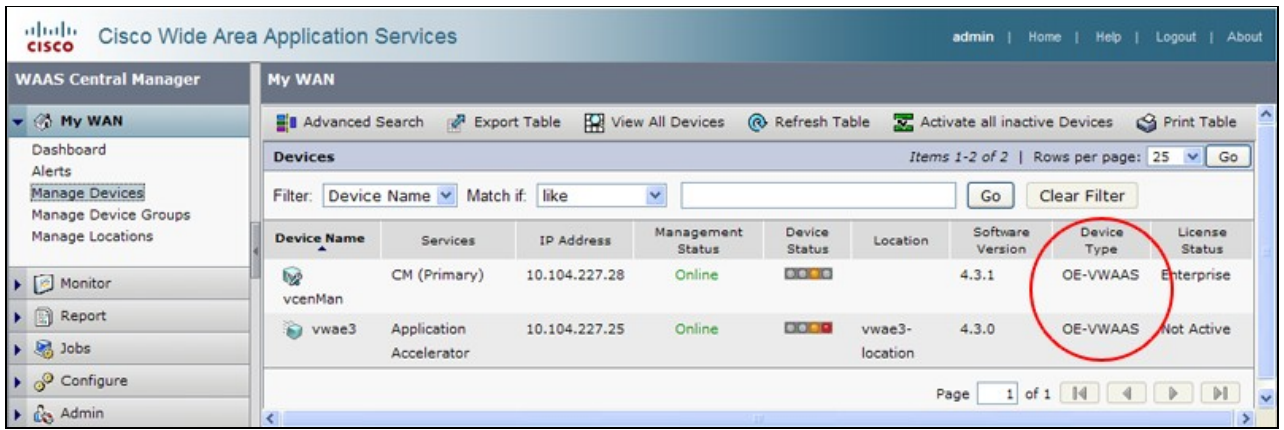 CISCO Cisco Wide Area Application Services admin | Home | Help | Logout | About
WAAS Central Manager
My WAN
My WAN
Dashboard
Alerts
Manage Devices
Manage Device Groups
Manage Locations
Monitor
Report
Jobs
Configure
Admin
Advanced Search Export Table View All Devices Refresh Table Activate all inactive Devices Print Table
Devices Items 1-2 of 2 | Rows per page: 25 Go
Filter: Device Name Match if: like Go Clear Filter
Device Name Services IP Address Management Status Device Status Location Software Version Device Type License Status
vcenMan CM (Primary) 10.104.227.28 Online 4.3.1 OE-VWAAS Enterprise
vwae3 Application Accelerator 10.104.227.25 Online vwae3-location 4.3.0 OE-VWAAS Not Active
Page 1 of 1